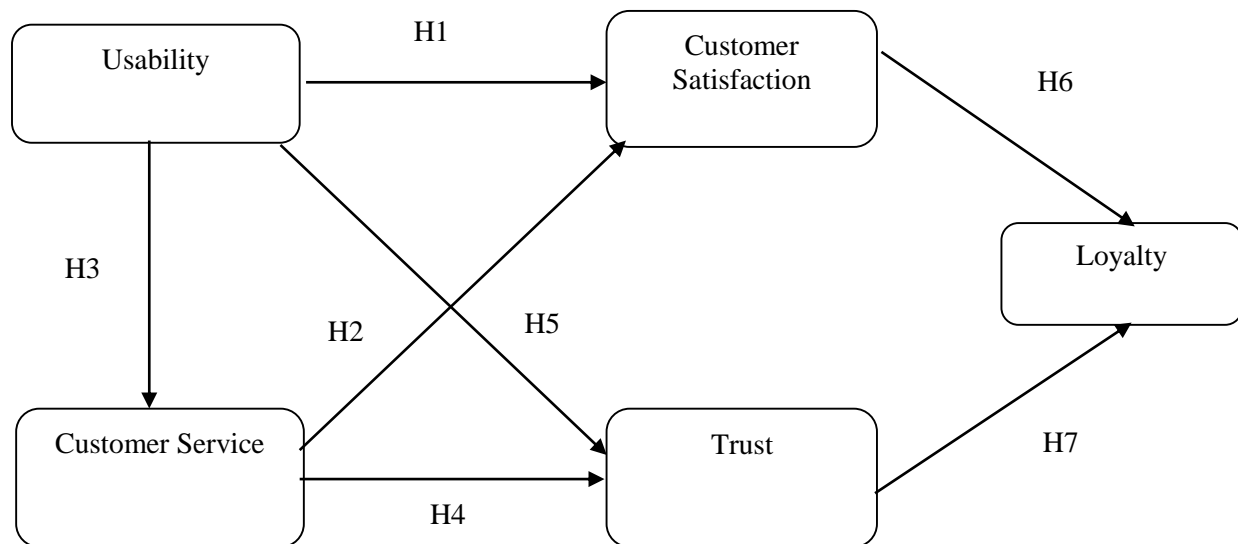 Usability
H1
Customer
Satisfaction
H6
H3
H2
H5
Loyalty
Customer Service
H4
Trust
H7